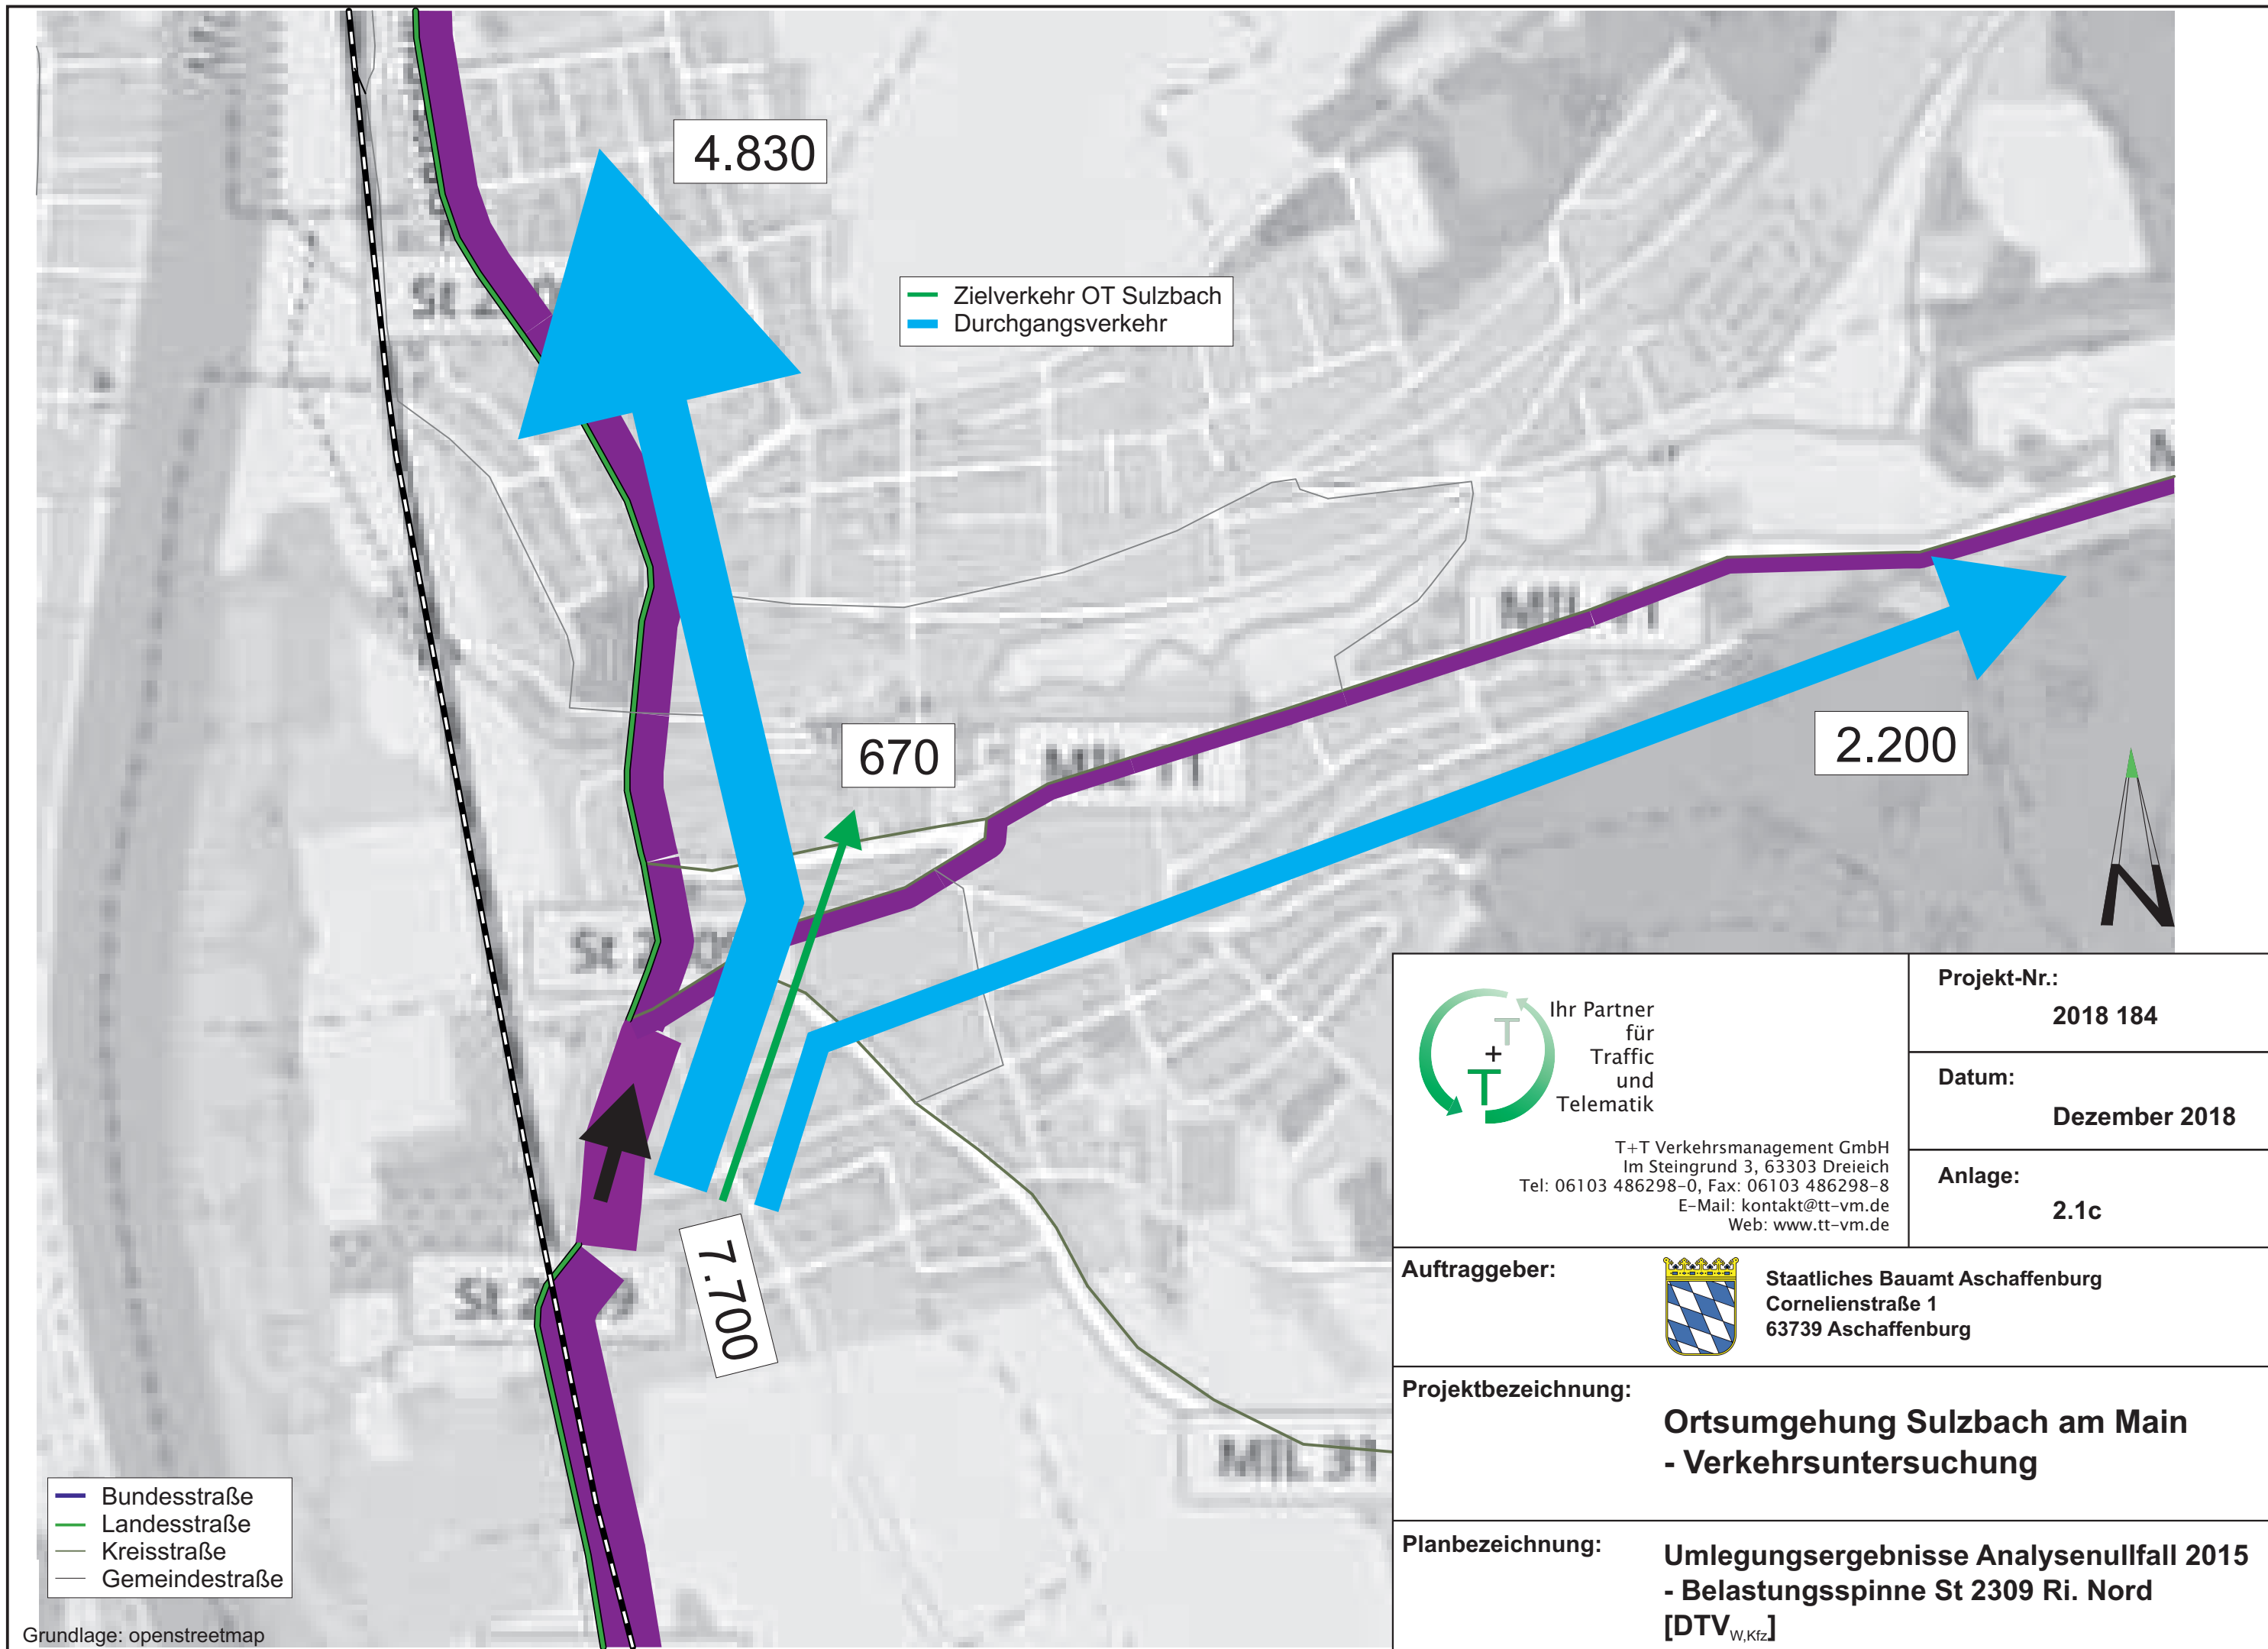 4.830
Zielverkehr OT Sulzbach
Durchgangsverkehr
670
2.200
7.700
MIL 31
N
Bundesstraße
Landesstraße
Kreisstraße
Gemeindestraße
Grundlage: openstreetmap
Ihr Partner
für
Traffic
und
Telematik
T+T
T+T Verkehrsmanagement GmbH
Im Steingrund 3, 63303 Dreieich
Tel: 06103 486298-0, Fax: 06103 486298-8
E-Mail: kontakt@tt-vm.de
Web: www.tt-vm.de
Projekt-Nr.:
2018 184
Datum:
Dezember 2018
Anlage:
2.1c
Auftraggeber:
Staatliches Bauamt Aschaffenburg
Cornelienstraße 1
63739 Aschaffenburg
Projektbezeichnung:
Ortsumgehung Sulzbach am Main
- Verkehrsuntersuchung
Planbezeichnung:
Umlegungsergebnisse Analysenullfall 2015
- Belastungsspinne St 2309 Ri. Nord
[DTVW,Kfz]